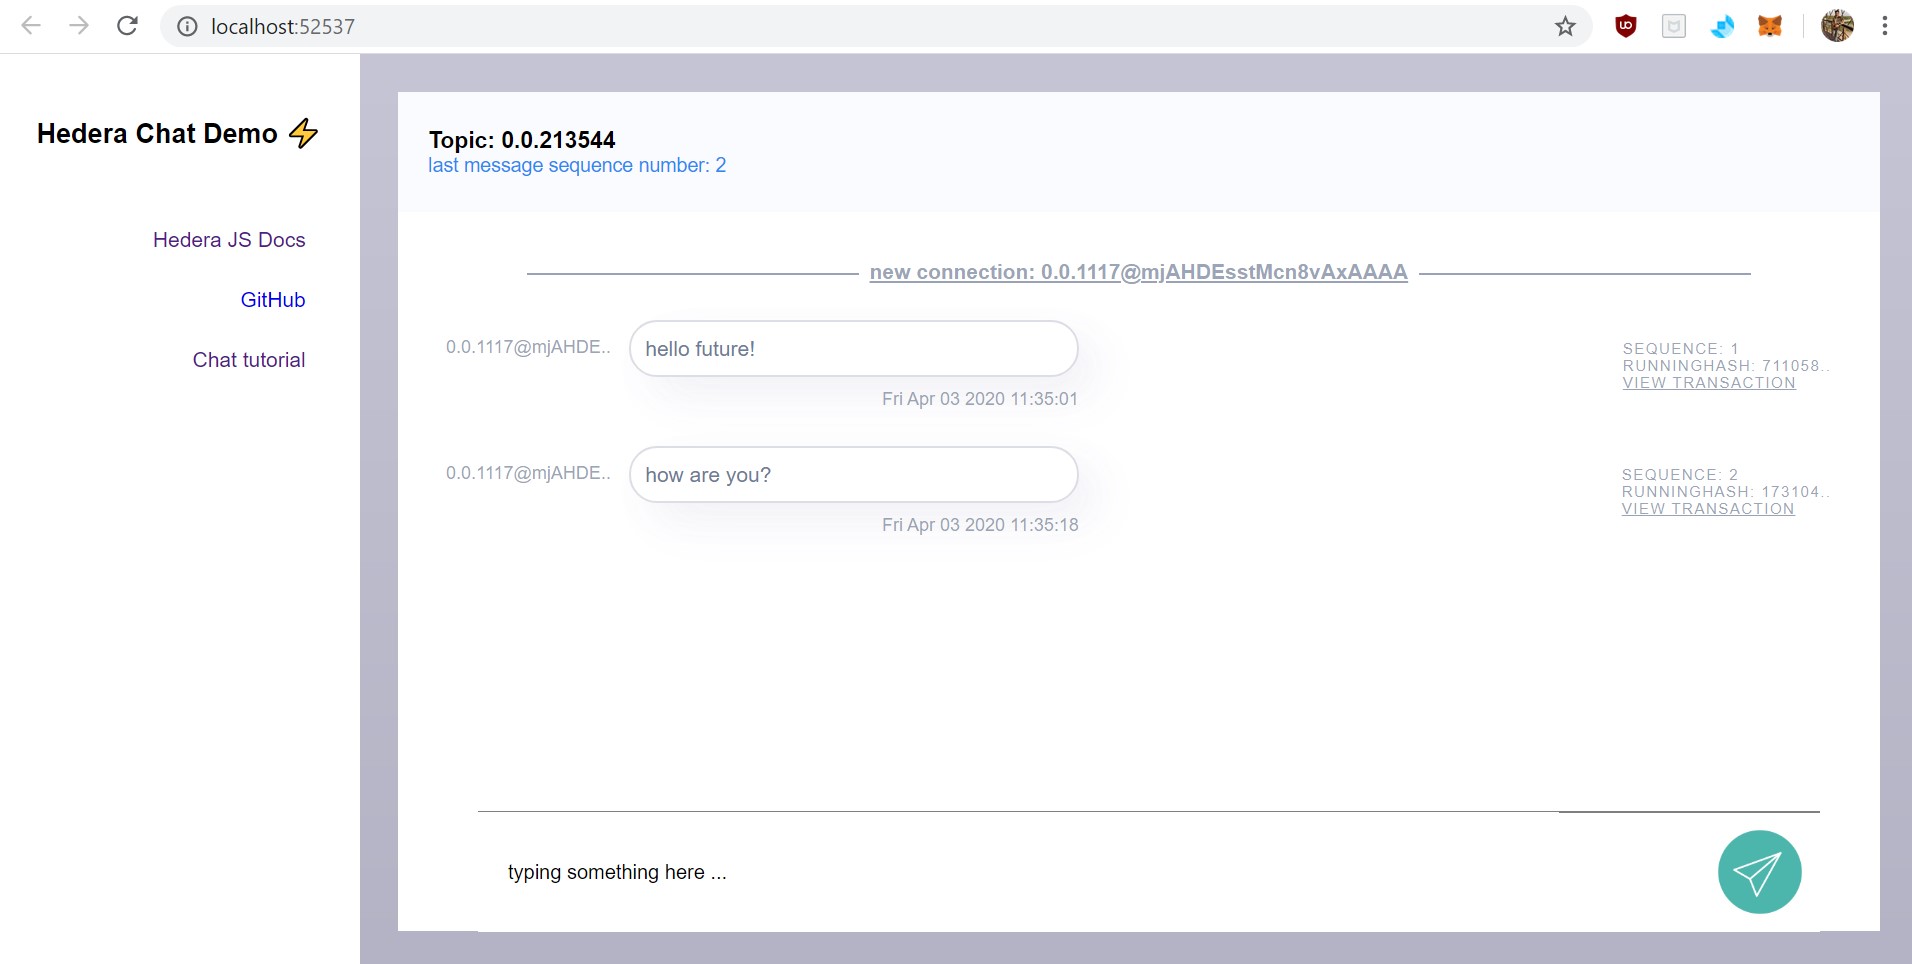 localhost:52537
Hedera Chat Demo ⚡
Hedera JS Docs
GitHub
Chat tutorial
Topic: 0.0.213544
last message sequence number: 2
new connection: 0.0.1117@mjAHDEsstMcn8vAxAAAA
0.0.1117@mjAHDE..
hello future!
Fri Apr 03 2020 11:35:01
SEQUENCE: 1
RUNNINGHASH: 711058..
VIEW TRANSACTION
0.0.1117@mjAHDE..
how are you?
Fri Apr 03 2020 11:35:18
SEQUENCE: 2
RUNNINGHASH: 173104..
VIEW TRANSACTION
typing something here ...